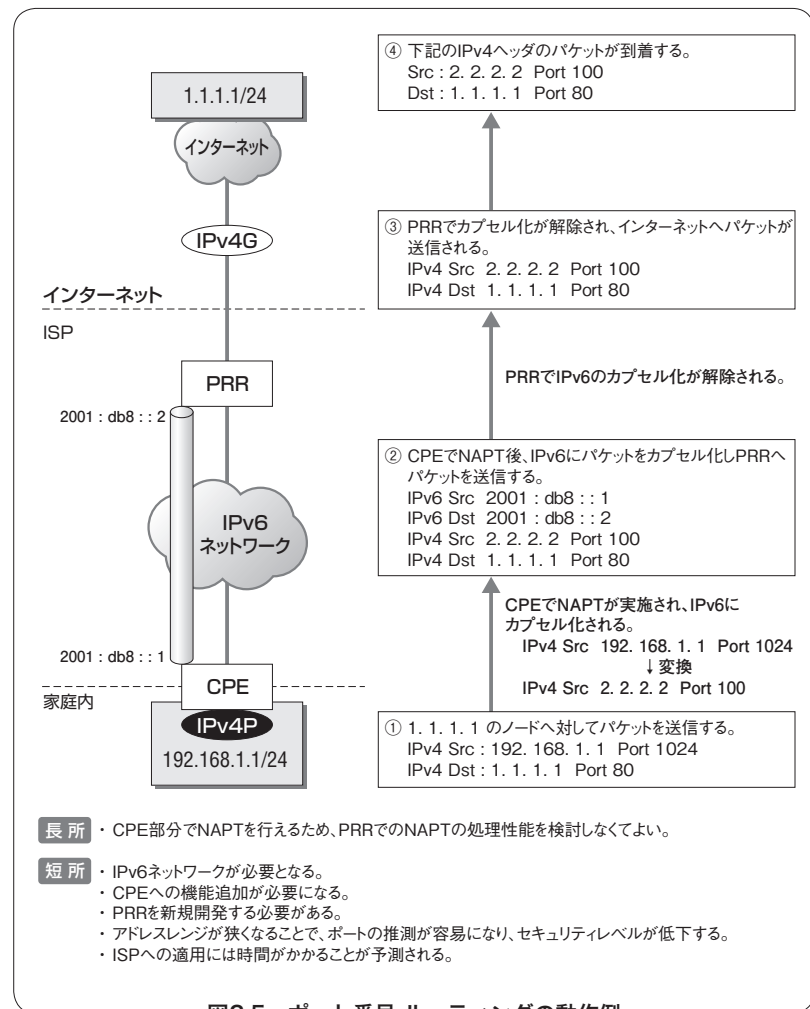 1.1.1.1/24
インターネット
IPv4G
インターネット
ISP
PRR
2001 : db8 : : 2
IPv6
ネットワーク
2001 : db8 : : 1
CPE
家庭内
IPv4P
192.168.1.1/24
④ 下記のIPv4ヘッダのパケットが到着する。
Src : 2. 2. 2. 2 Port 100
Dst : 1. 1. 1. 1 Port 80
③ PRRでカプセル化が解除され、インターネットへパケットが
送信される。
IPv4 Src 2. 2. 2. 2 Port 100
IPv4 Dst 1. 1. 1. 1 Port 80
PRRでIPv6のカプセル化が解除される。
② CPEでNAPT後、IPv6にパケットをカプセル化しPRRへ
パケットを送信する。
IPv6 Src 2001 : db8 : : 1
IPv6 Dst 2001 : db8 : : 2
IPv4 Src 2. 2. 2. 2 Port 100
IPv4 Dst 1. 1. 1. 1 Port 80
CPEでNAPTが実施され、IPv6に
カプセル化される。
IPv4 Src 192. 168. 1. 1 Port 1024
↓変換
IPv4 Src 2. 2. 2. 2 Port 100
① 1. 1. 1. 1 のノードへ対してパケットを送信する。
IPv4 Src : 192. 168. 1. 1 Port 1024
IPv4 Dst : 1. 1. 1. 1 Port 80
長 所 ・ CPE部分でNAPTを行えるため、PRRでのNAPTの処理性能を検討しなくてよい。
短 所 ・ IPv6ネットワークが必要となる。
・ CPEへの機能追加が必要になる。
・ PRRを新規開発する必要がある。
・ アドレスレンジが狭くなることで、ポートの推測が容易になり、セキュリティレベルが低下する。
・ ISPへの適用には時間がかかることが予測される。